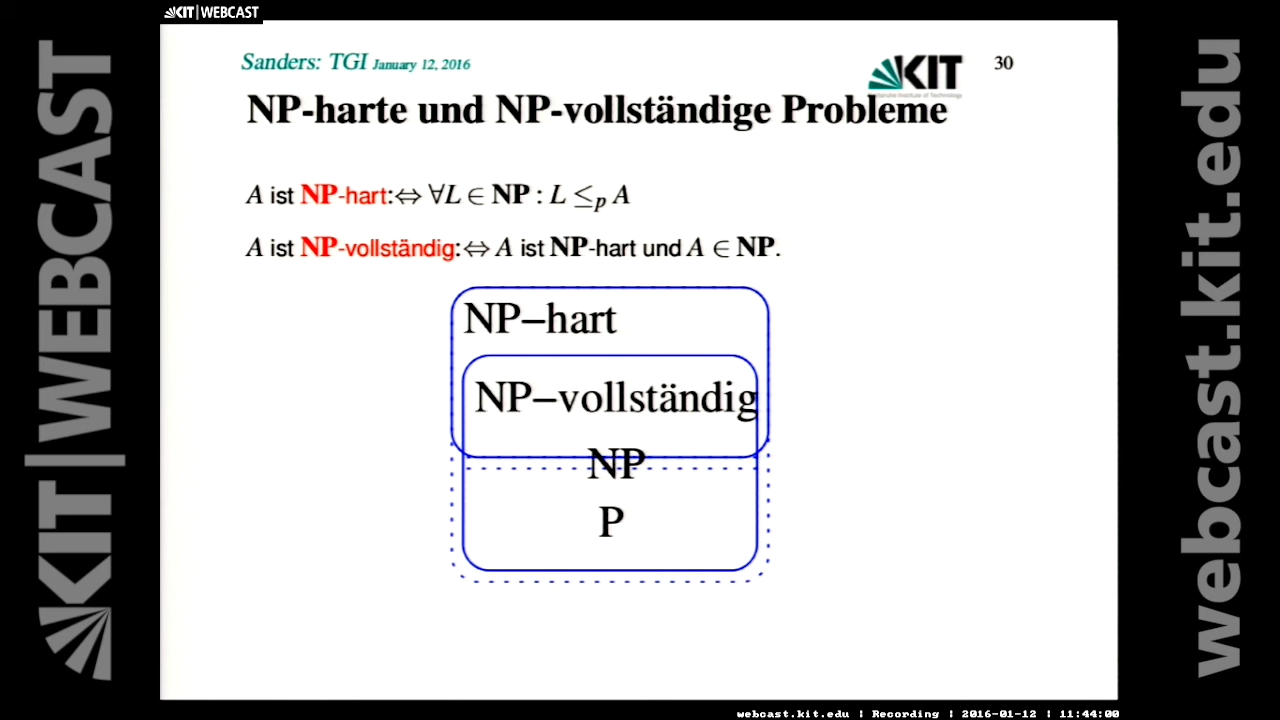 KIT|WEBCAST
Sanders: TGI January 12, 2016
KIT
30
NP-harte und NP-vollständige Probleme
A ist NP-hart:⇔ ∀L ∈ NP : L ≤p A
A ist NP-vollständig:⇔ A ist NP-hart und A ∈ NP.
NP–hart
NP–vollständig
NP
P
KIT|WEBCAST
webcast.kit.edu
webcast.kit.edu | Recording | 2016-01-12 | 11:44:00